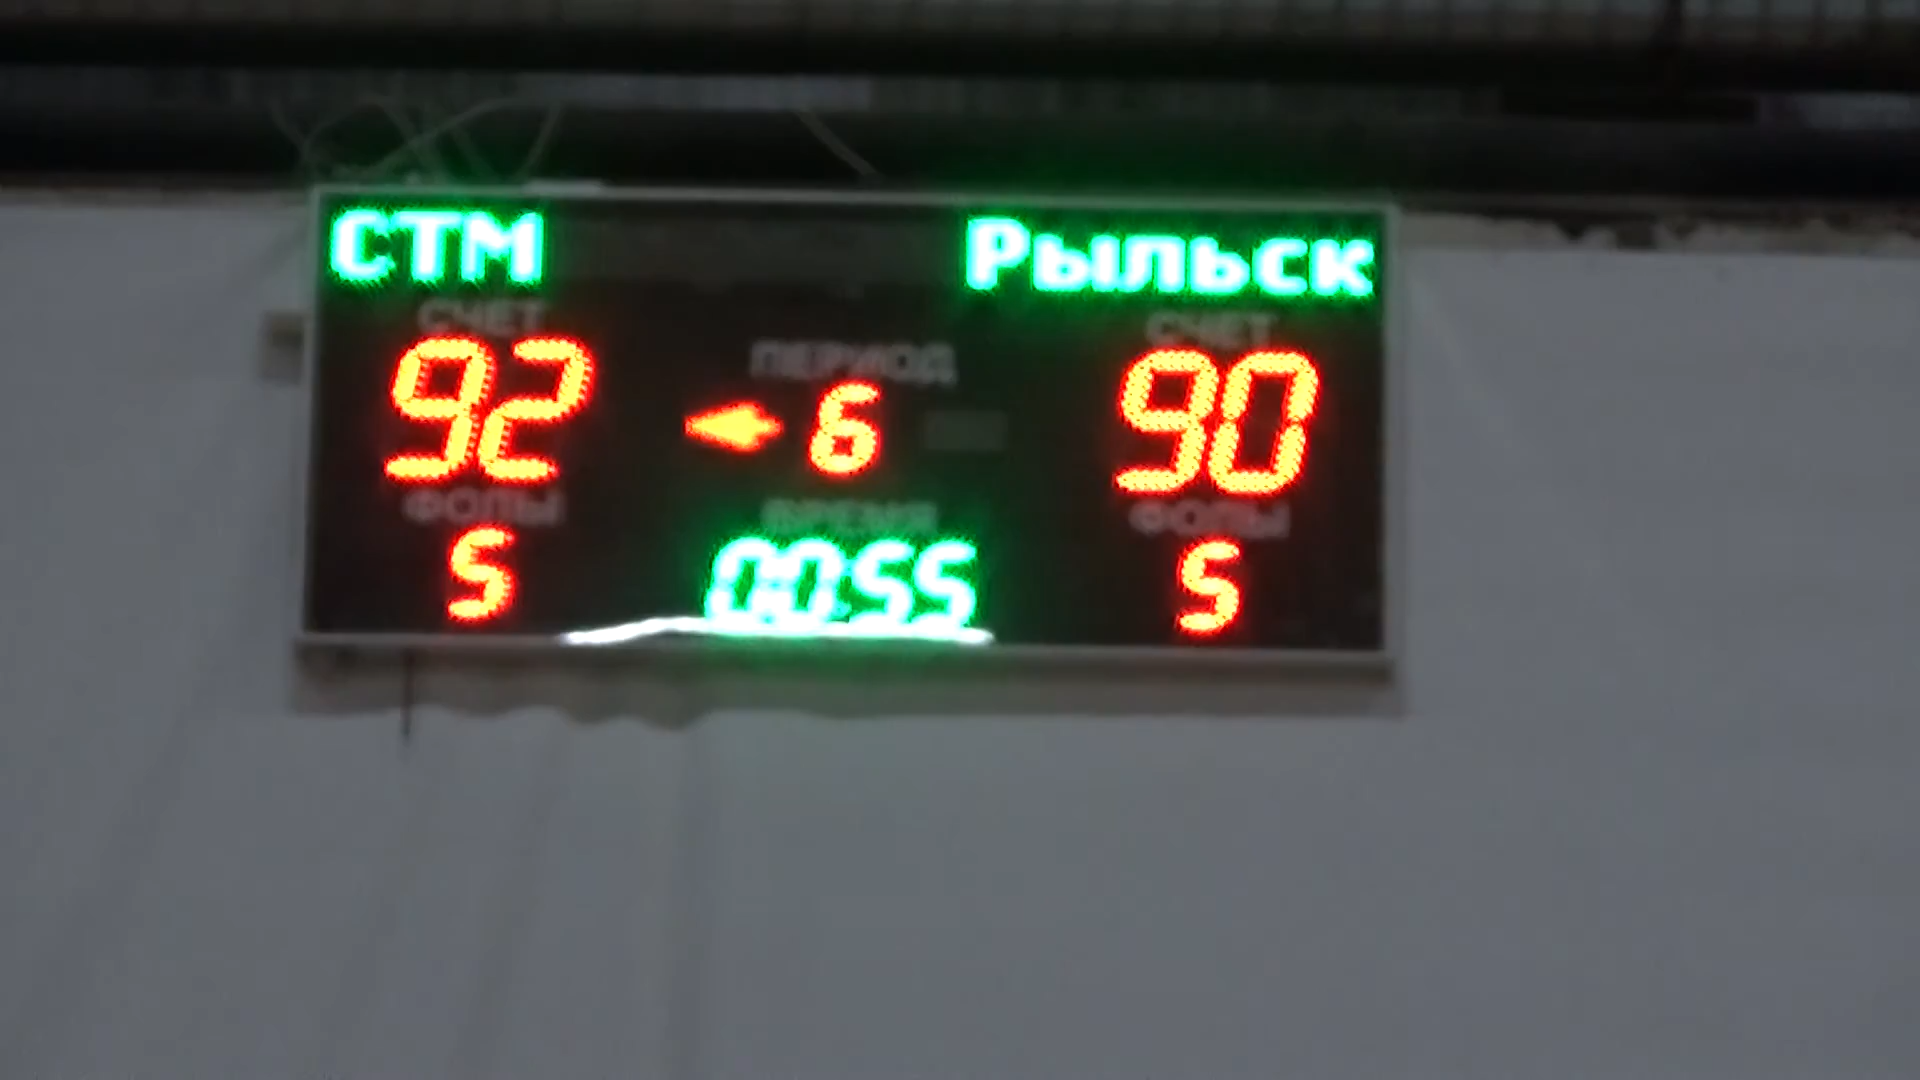 СТМ Рыльск
СЧЕТ СЧЕТ
ПЕРИОД
92 6 90
ФОЛЫ ВРЕМЯ ФОЛЫ
5 00:55 5